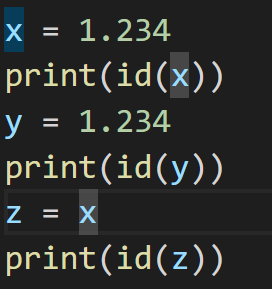 x = 1.234
print(id(x))
y = 1.234
print(id(y))
z = x
print(id(z))